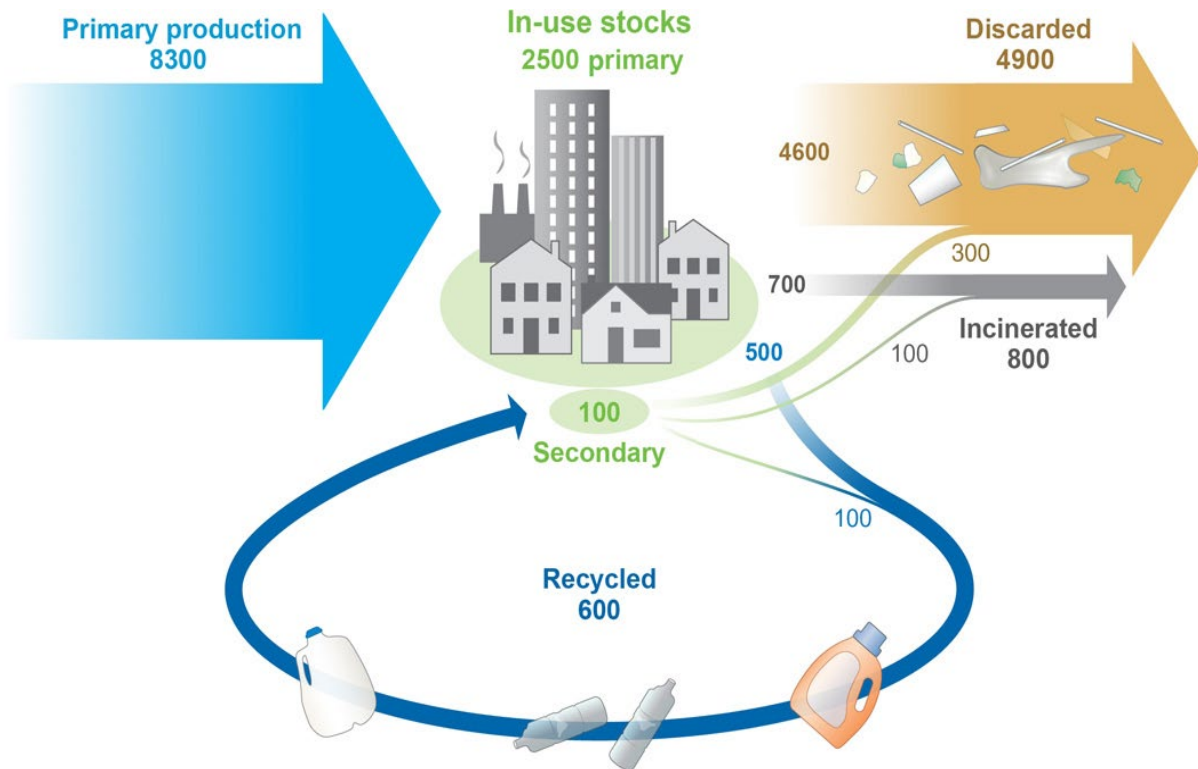 Primary production
8300
In-use stocks
2500 primary
Discarded
4900
4600
300
700
Incinerated
800
100
500
100
Secondary
100
Recycled
600